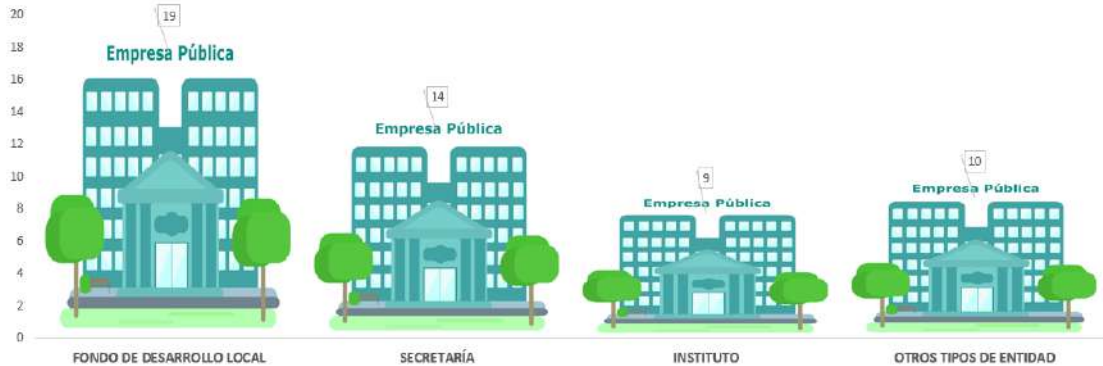 20
18
16
14
12
10
8
6
4
2
0
19
Empresa Pública
14
Empresa Pública
9
Empresa Pública
10
Empresa Pública
FONDO DE DESARROLLO LOCAL
SECRETARÍA
INSTITUTO
OTROS TIPOS DE ENTIDAD